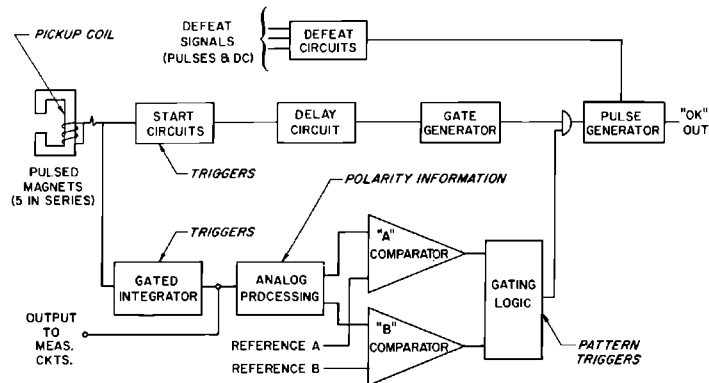 PICKUP COIL
DEFEAT
SIGNALS
(PULSES & DC)
DEFEAT
CIRCUITS
START
CIRCUITS
DELAY
CIRCUIT
GATE
GENERATOR
PULSE
GENERATOR
"OK"
OUT
PULSED
MAGNETS
(5 IN SERIES)
TRIGGERS
POLARITY INFORMATION
TRIGGERS
GATED
INTEGRATOR
ANALOG
PROCESSING
"A"
COMPARATOR
"B"
COMPARATOR
GATING
LOGIC
OUTPUT
TO
MEAS.
CKTS.
REFERENCE A
REFERENCE B
PATTERN
TRIGGERS